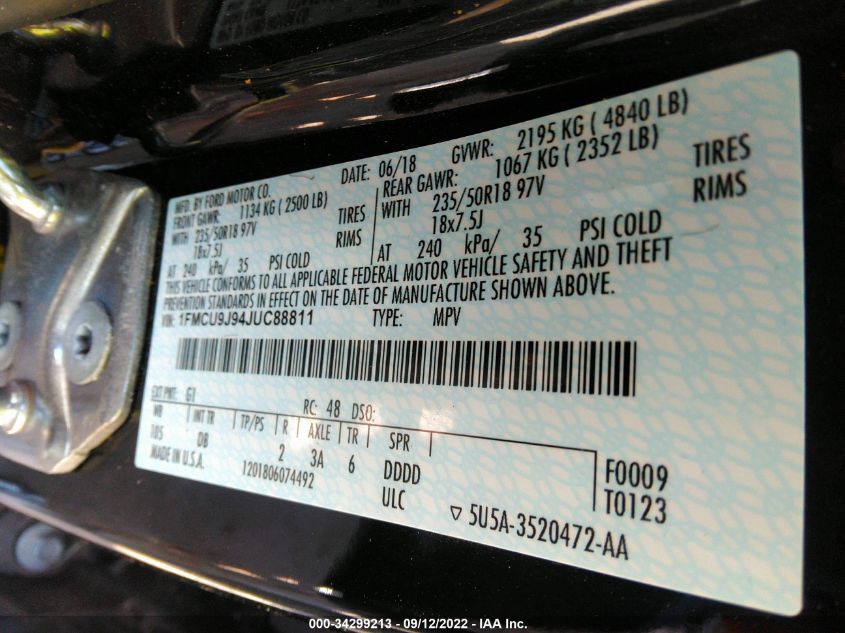 MFD. BY FORD MOTOR CO. DATE: 06/18 GVWR: 2195 KG ( 4840 LB)
FRONT GAWR: 1134 KG ( 2500 LB) REAR GAWR: 1067 KG ( 2352 LB)
WITH 235/50R18 97V TIRES WITH 235/50R18 97V TIRES
18x7.5J RIMS 18x7.5J RIMS
AT 240 kPa/ 35 PSI COLD AT 240 kPa/ 35 PSI COLD
THIS VEHICLE CONFORMS TO ALL APPLICABLE FEDERAL MOTOR VEHICLE SAFETY AND THEFT
PREVENTION STANDARDS IN EFFECT ON THE DATE OF MANUFACTURE SHOWN ABOVE.
VIN: 1FMCU9J94JUC88811 TYPE: MPV
EXT PNT: G1 RC: 48 DSO:
WB INT TR TP/PS R AXLE TR SPR
105 DB 2 3A 6 DDDD F0009
MADE IN U.S.A. 1201806074492 ULC T0123
▽ 5U5A-3520472-AA
000-34299213 - 09/12/2022 - IAA Inc.